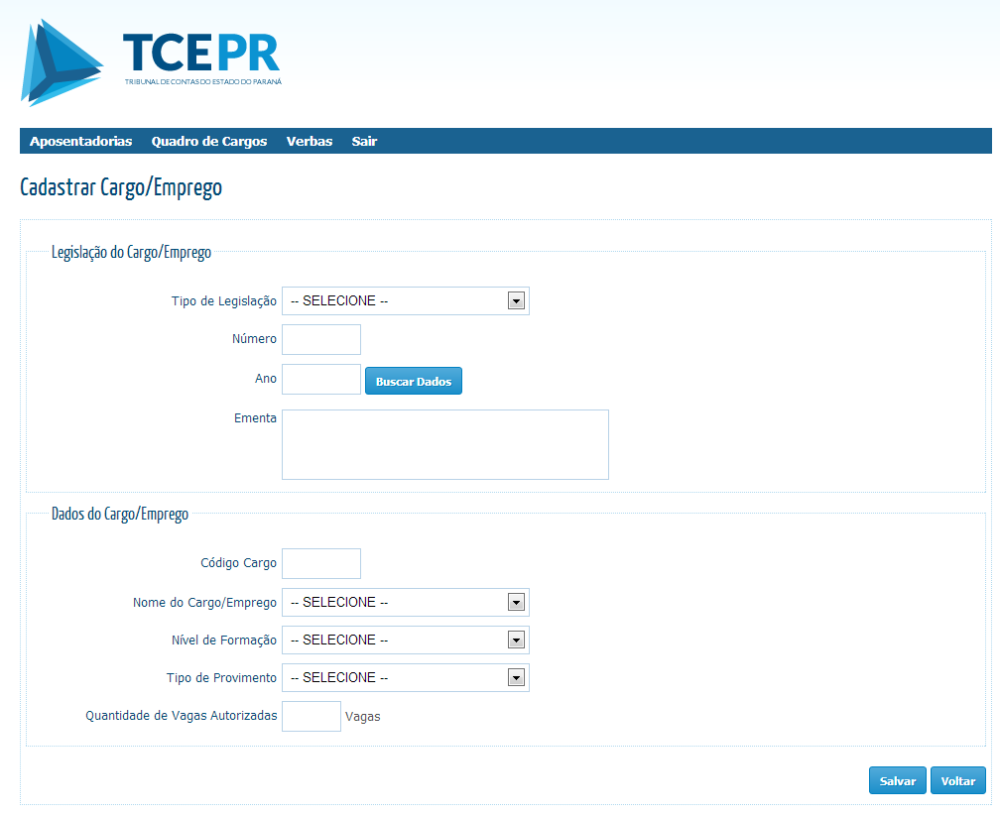 TCEPR
TRIBUNAL DE CONTAS DO ESTADO DO PARANÁ
Aposentadorias Quadro de Cargos Verbas Sair
Cadastrar Cargo/Emprego
Legislação do Cargo/Emprego
Tipo de Legislação -- SELECIONE --
Número
Ano Buscar Dados
Ementa
Dados do Cargo/Emprego
Código Cargo
Nome do Cargo/Emprego -- SELECIONE --
Nível de Formação -- SELECIONE --
Tipo de Provimento -- SELECIONE --
Quantidade de Vagas Autorizadas Vagas
Salvar Voltar